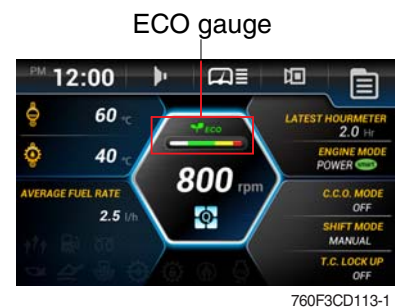 ECO gauge
PM 12:00
60 ℃
40 ℃
AVERAGE FUEL RATE
2.5 l/h
ECO
800 rpm
LATEST HOURMETER
2.0 Hr
ENGINE MODE
POWER smart
C.C.O. MODE
OFF
SHIFT MODE
MANUAL
T.C. LOCK UP
OFF
760F3CD113-1